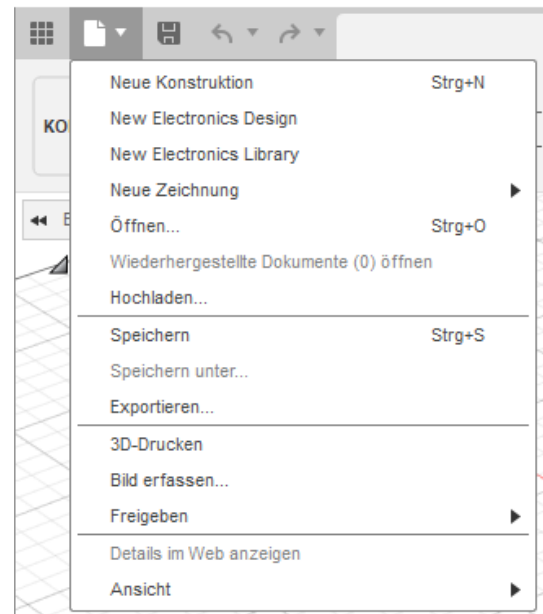 Neue Konstruktion Strg+N
KO
New Electronics Design
New Electronics Library
Neue Zeichnung
Öffnen... Strg+O
Wiederhergestellte Dokumente (0) öffnen
Hochladen...
Speichern Strg+S
Speichern unter...
Exportieren...
3D-Drucken
Bild erfassen...
Freigeben
Details im Web anzeigen
Ansicht